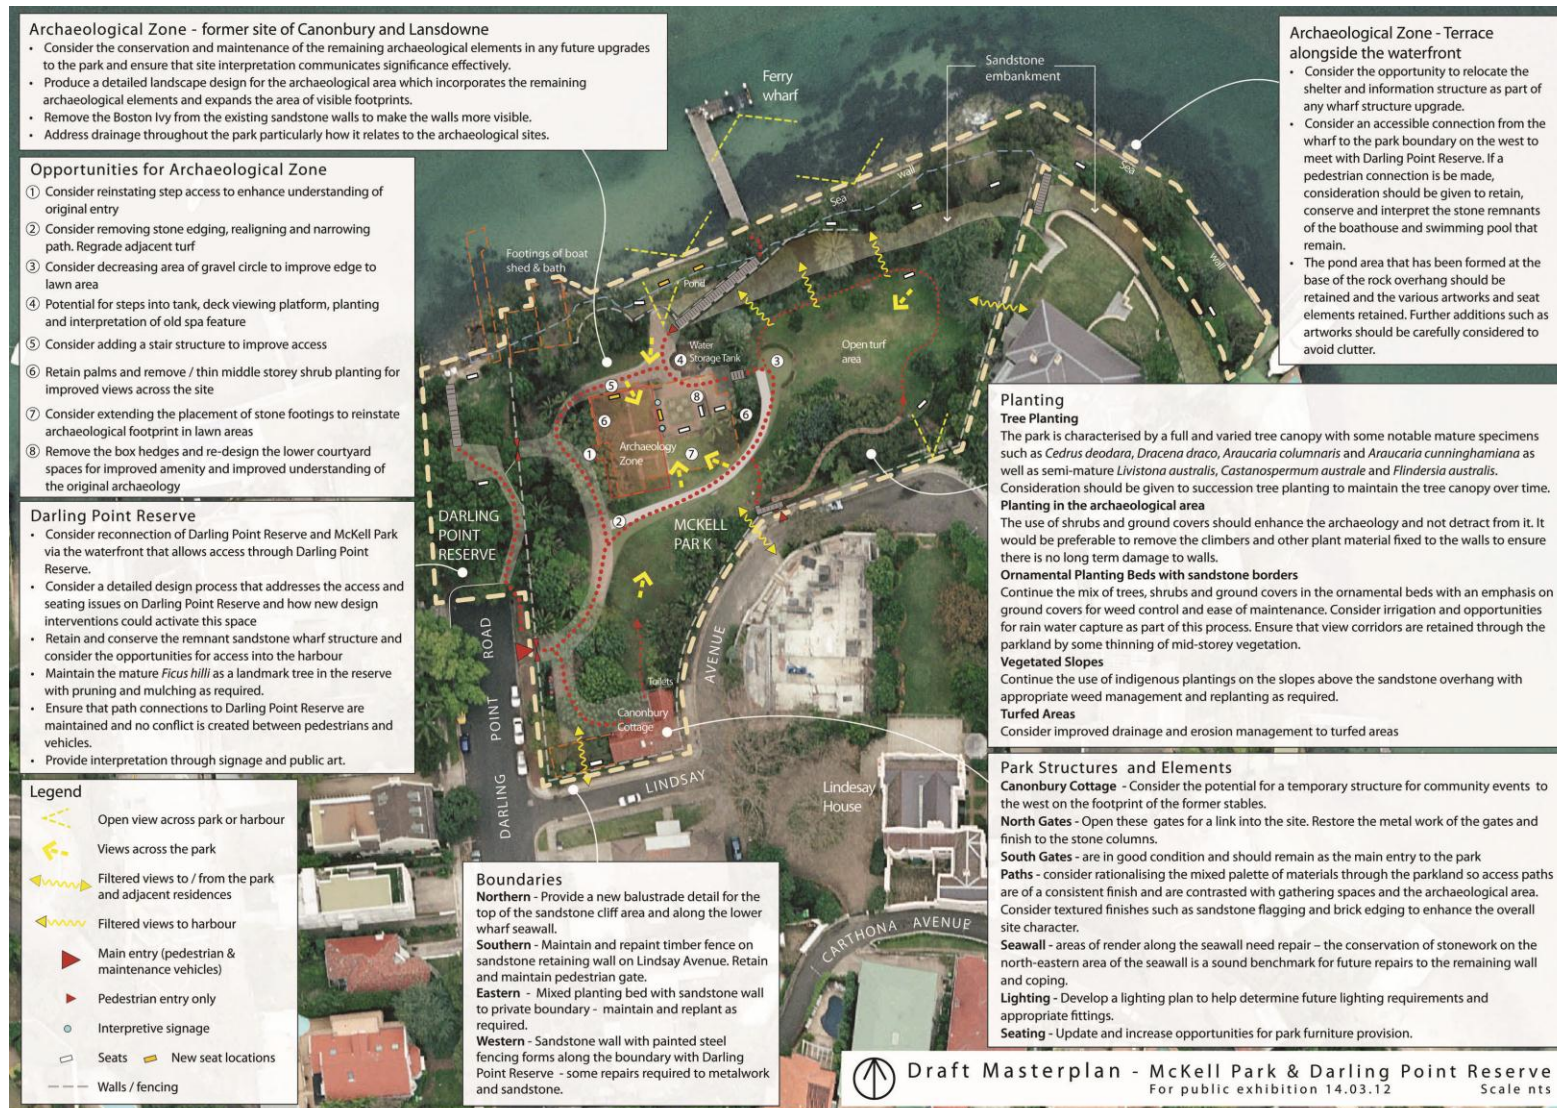 Archaeological Zone - former site of Canonbury and Lansdowne
• Consider the conservation and maintenance of the remaining archaeological elements in any future upgrades
to the park and ensure that site interpretation communicates significance effectively.
• Produce a detailed landscape design for the archaeological area which incorporates the remaining
archaeological elements and expands the area of visible footprints.
• Remove the Boston Ivy from the existing sandstone walls to make the walls more visible.
• Address drainage throughout the park particularly how it relates to the archaeological sites.
Opportunities for Archaeological Zone
① Consider reinstating step access to enhance understanding of
original entry
② Consider removing stone edging, realigning and narrowing
path. Regrade adjacent turf
③ Consider decreasing area of gravel circle to improve edge to
lawn area
④ Potential for steps into tank, deck viewing platform, planting
and interpretation of old spa feature
⑤ Consider adding a stair structure to improve access
⑥ Retain palms and remove / thin middle storey shrub planting for
improved views across the site
⑦ Consider extending the placement of stone footings to reinstate
archaeological footprint in lawn areas
⑧ Remove the box hedges and re-design the lower courtyard
spaces for improved amenity and improved understanding of
the original archaeology
Darling Point Reserve
• Consider reconnection of Darling Point Reserve and McKell Park
via the waterfront that allows access through Darling Point
Reserve.
• Consider a detailed design process that addresses the access and
seating issues on Darling Point Reserve and how new design
interventions could activate this space
• Retain and conserve the remnant sandstone wharf structure and
consider the opportunities for access into the harbour
• Maintain the mature Ficus hilli as a landmark tree in the reserve
with pruning and mulching as required.
• Ensure that path connections to Darling Point Reserve are
maintained and no conflict is created between pedestrians and
vehicles.
• Provide interpretation through signage and public art.
Legend
Open view across park or harbour
Views across the park
Filtered views to / from the park
and adjacent residences
Filtered views to harbour
Main entry (pedestrian &
maintenance vehicles)
Pedestrian entry only
Interpretive signage
Seats New seat locations
Walls / fencing
Ferry
wharf
Sandstone
embankment
Sea
wall
Sea
wall
Footings of boat
shed & bath
Pond
Water
Storage Tank
Open turf
area
④
③
⑤
⑧
⑥
⑥
①
Archaeology
Zone
⑦
②
DARLING
POINT
RESERVE
MCKELL
PAR K
Toilets
Canonbury
Cottage
DARLING POINT ROAD
LINDSAY AVENUE
Lindesay
House
CARTHONA AVENUE
Boundaries
Northern - Provide a new balustrade detail for the
top of the sandstone cliff area and along the lower
wharf seawall.
Southern - Maintain and repaint timber fence on
sandstone retaining wall on Lindsay Avenue. Retain
and maintain pedestrian gate.
Eastern - Mixed planting bed with sandstone wall
to private boundary - maintain and replant as
required.
Western - Sandstone wall with painted steel
fencing forms along the boundary with Darling
Point Reserve - some repairs required to metalwork
and sandstone.
Archaeological Zone - Terrace
alongside the waterfront
• Consider the opportunity to relocate the
shelter and information structure as part of
any wharf structure upgrade.
• Consider an accessible connection from the
wharf to the park boundary on the west to
meet with Darling Point Reserve. If a
pedestrian connection is be made,
consideration should be given to retain,
conserve and interpret the stone remnants
of the boathouse and swimming pool that
remain.
• The pond area that has been formed at the
base of the rock overhang should be
retained and the various artworks and seat
elements retained. Further additions such as
artworks should be carefully considered to
avoid clutter.
Planting
Tree Planting
The park is characterised by a full and varied tree canopy with some notable mature specimens
such as Cedrus deodara, Dracena draco, Araucaria columnaris and Araucaria cunninghamiana as
well as semi-mature Livistona australis, Castanospermum australe and Flindersia australis.
Consideration should be given to succession tree planting to maintain the tree canopy over time.
Planting in the archaeological area
The use of shrubs and ground covers should enhance the archaeology and not detract from it. It
would be preferable to remove the climbers and other plant material fixed to the walls to ensure
there is no long term damage to walls.
Ornamental Planting Beds with sandstone borders
Continue the mix of trees, shrubs and ground covers in the ornamental beds with an emphasis on
ground covers for weed control and ease of maintenance. Consider irrigation and opportunities
for rain water capture as part of this process. Ensure that view corridors are retained through the
parkland by some thinning of mid-storey vegetation.
Vegetated Slopes
Continue the use of indigenous plantings on the slopes above the sandstone overhang with
appropriate weed management and replanting as required.
Turfed Areas
Consider improved drainage and erosion management to turfed areas
Park Structures and Elements
Canonbury Cottage - Consider the potential for a temporary structure for community events to
the west on the footprint of the former stables.
North Gates - Open these gates for a link into the site. Restore the metal work of the gates and
finish to the stone columns.
South Gates - are in good condition and should remain as the main entry to the park
Paths - consider rationalising the mixed palette of materials through the parkland so access paths
are of a consistent finish and are contrasted with gathering spaces and the archaeological area.
Consider textured finishes such as sandstone flagging and brick edging to enhance the overall
site character.
Seawall - areas of render along the seawall need repair – the conservation of stonework on the
north-eastern area of the seawall is a sound benchmark for future repairs to the remaining wall
and coping.
Lighting - Develop a lighting plan to help determine future lighting requirements and
appropriate fittings.
Seating - Update and increase opportunities for park furniture provision.
Draft Masterplan - McKell Park & Darling Point Reserve
For public exhibition 14.03.12 Scale nts